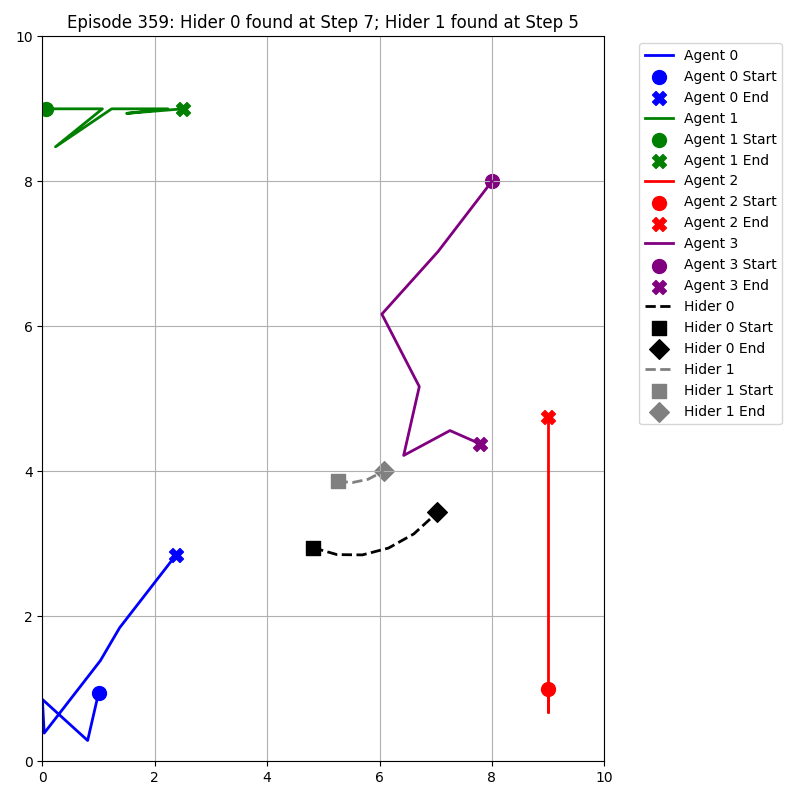 Episode 359: Hider 0 found at Step 7; Hider 1 found at Step 5
10
8
6
4
2
0
0 2 4 6 8 10
Agent 0
Agent 0 Start
Agent 0 End
Agent 1
Agent 1 Start
Agent 1 End
Agent 2
Agent 2 Start
Agent 2 End
Agent 3
Agent 3 Start
Agent 3 End
Hider 0
Hider 0 Start
Hider 0 End
Hider 1
Hider 1 Start
Hider 1 End